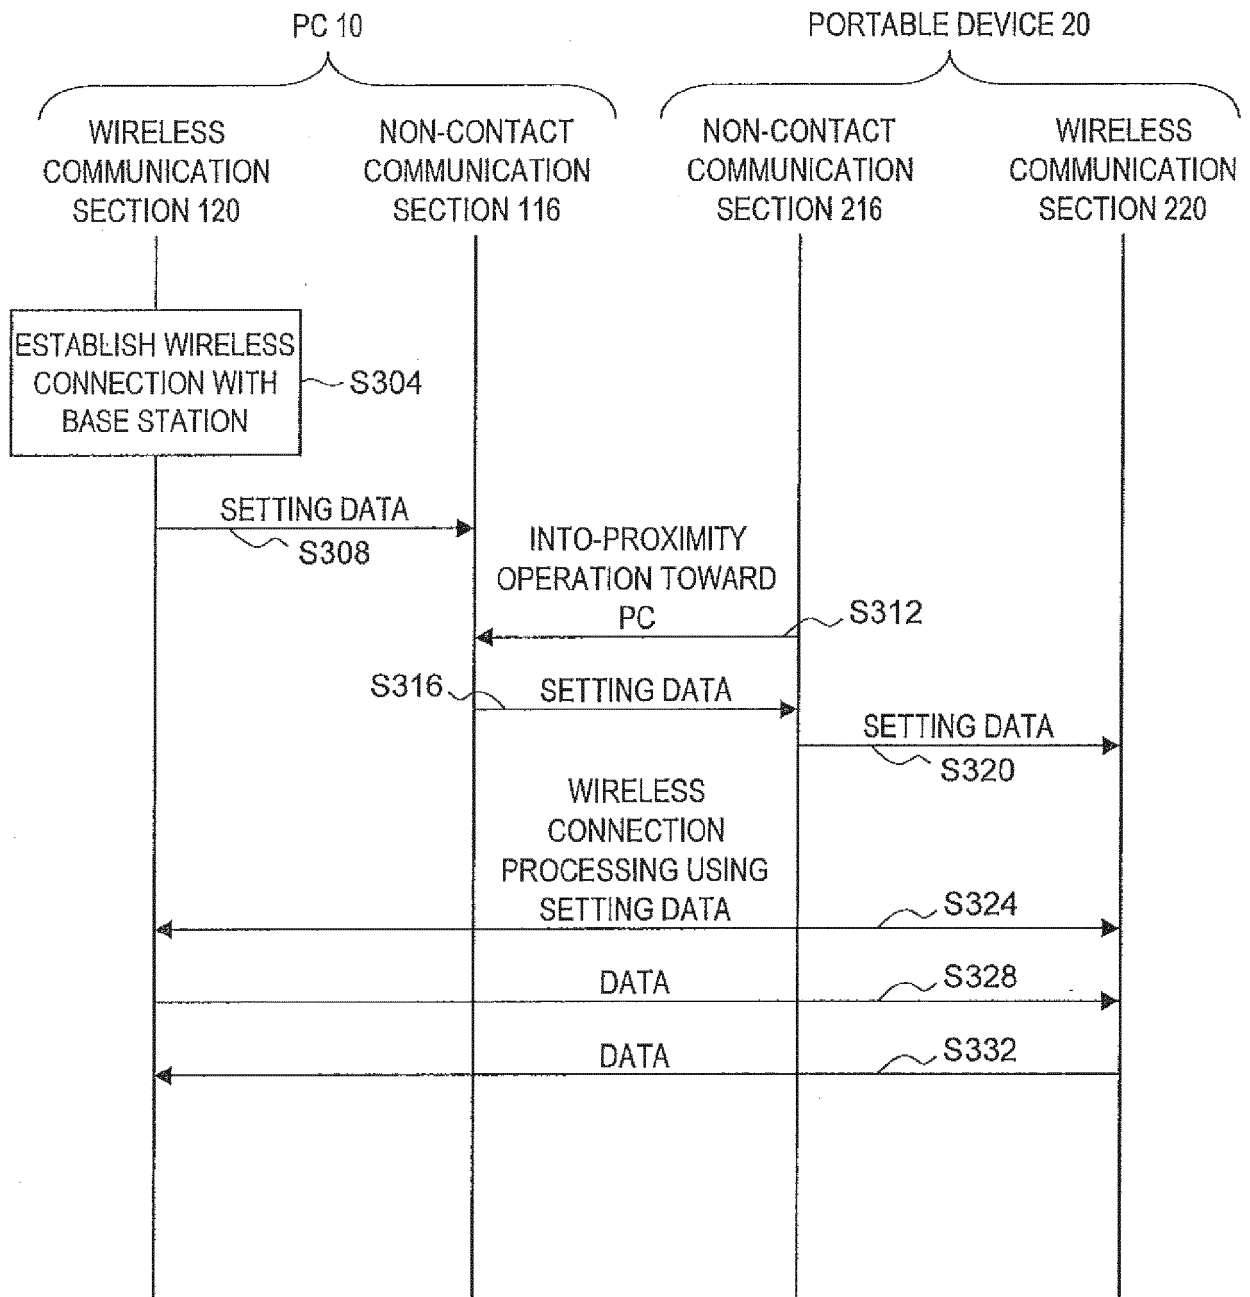 PC 10
PORTABLE DEVICE 20
WIRELESS
COMMUNICATION
SECTION 120
NON-CONTACT
COMMUNICATION
SECTION 116
NON-CONTACT
COMMUNICATION
SECTION 216
WIRELESS
COMMUNICATION
SECTION 220
ESTABLISH WIRELESS
CONNECTION WITH
BASE STATION
S304
SETTING DATA
S308
INTO-PROXIMITY
OPERATION TOWARD
PC
S312
S316
SETTING DATA
SETTING DATA
S320
WIRELESS
CONNECTION
PROCESSING USING
SETTING DATA
S324
DATA
S328
DATA
S332